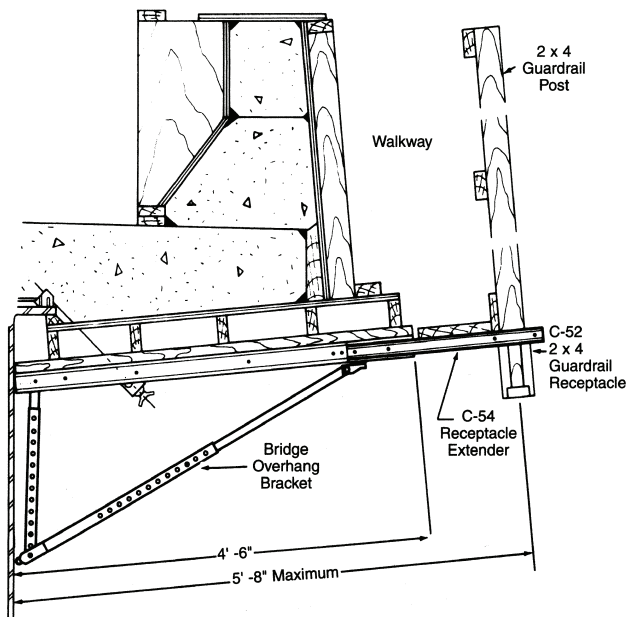 2 x 4
Guardrail
Post
Walkway
C-52
2 x 4
Guardrail
Receptacle
C-54
Receptacle
Extender
Bridge
Overhang
Bracket
4' -6"
5' -8" Maximum